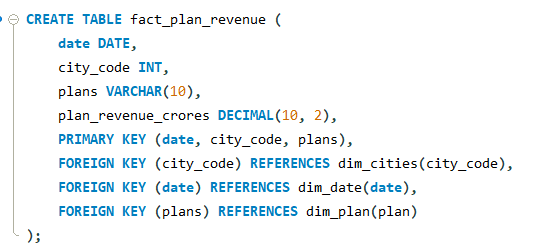 CREATE TABLE fact_plan_revenue (
date DATE,
city_code INT,
plans VARCHAR(10),
plan_revenue_crores DECIMAL(10, 2),
PRIMARY KEY (date, city_code, plans),
FOREIGN KEY (city_code) REFERENCES dim_cities(city_code),
FOREIGN KEY (date) REFERENCES dim_date(date),
FOREIGN KEY (plans) REFERENCES dim_plan(plan)
);